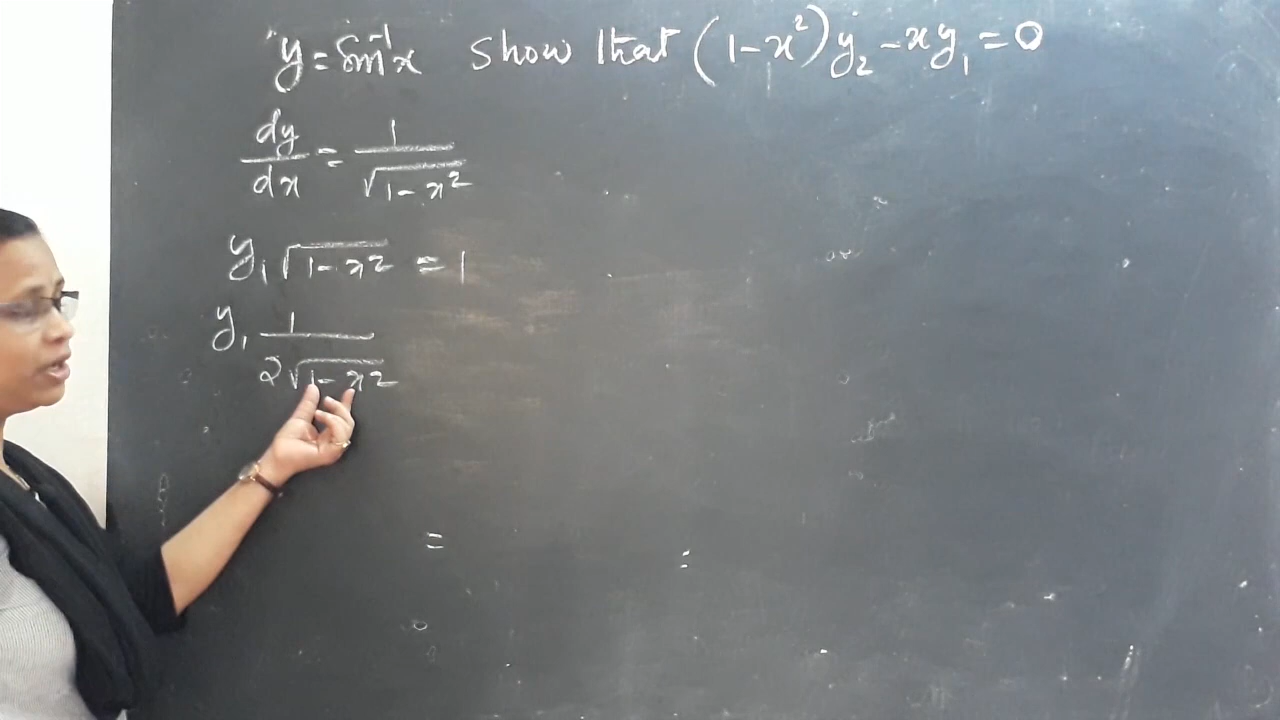 y = Sin⁻¹x Show that (1-x²)y₂ - xy₁ = 0
dy/dx = 1/√(1-x²)
y₁ √(1-x²) = 1
y₁ 1/(2√(1-x²))